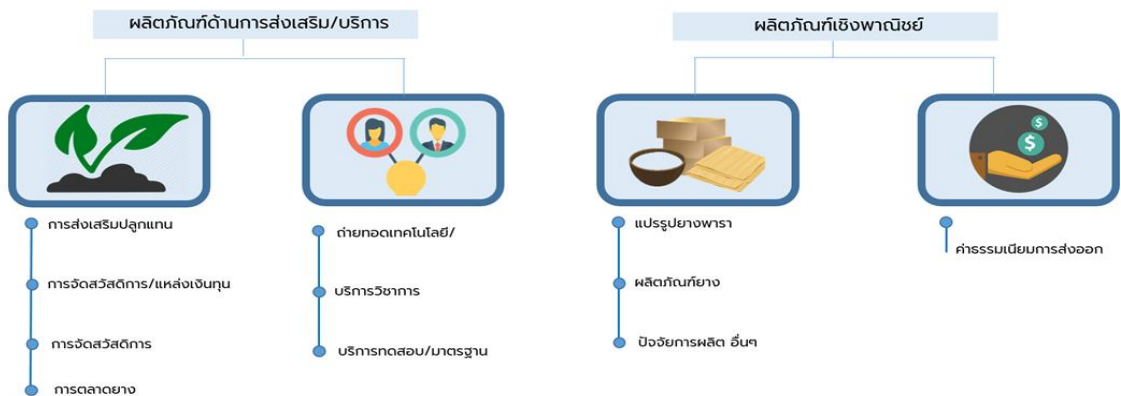 ผลิตภัณฑ์ด้านการส่งเสริม/บริการ
การส่งเสริมปลูกแทน
การจัดสวัสดิการ/แหล่งเงินทุน
การจัดสวัสดิการ
การตลาดยาง
ถ่ายทอดเทคโนโลยี/
บริการวิชาการ
บริการทดสอบ/มาตรฐาน
ผลิตภัณฑ์เชิงพาณิชย์
แปรรูปยางพารา
ผลิตภัณฑ์ยาง
ปัจจัยการผลิต อื่นๆ
$
$
ค่าธรรมเนียมการส่งออก